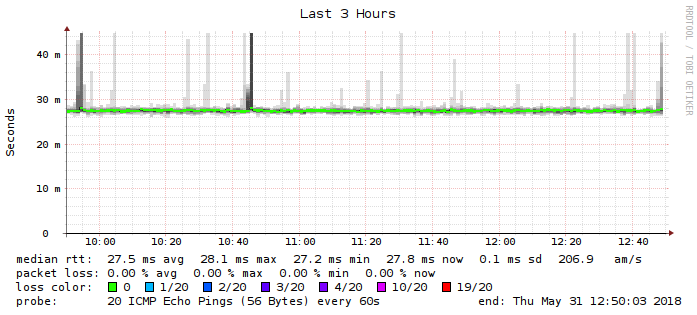 Last 3 Hours
RRDTOOL / TOBI OETIKER
Seconds
40 m
30 m
20 m
10 m
0
10:00 10:20 10:40 11:00 11:20 11:40 12:00 12:20 12:40
median rtt: 27.5 ms avg 28.1 ms max 27.2 ms min 27.8 ms now 0.1 ms sd 206.9 am/s
packet loss: 0.00 % avg 0.00 % max 0.00 % min 0.00 % now
loss color: 0 1/20 2/20 3/20 4/20 10/20 19/20
probe: 20 ICMP Echo Pings (56 Bytes) every 60s end: Thu May 31 12:50:03 2018